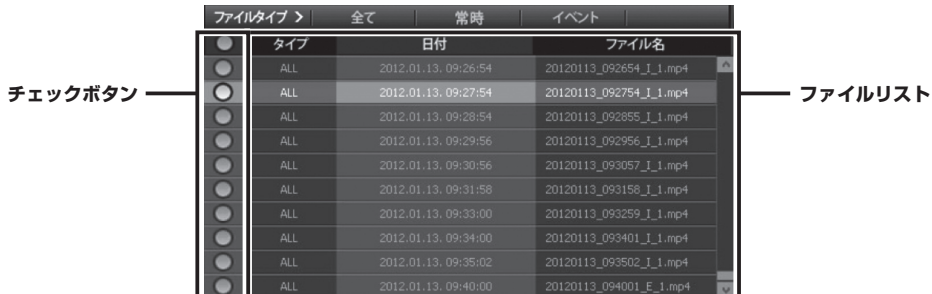 ファイルタイプ > 全て 常時 イベント
タイプ 日付 ファイル名
ALL 2012.01.13. 09:26:54 20120113_092654_I_1.mp4
チェックボタン ALL 2012.01.13. 09:27:54 20120113_092754_I_1.mp4 ファイルリスト
ALL 2012.01.13. 09:28:54 20120113_092855_I_1.mp4
ALL 2012.01.13. 09:29:56 20120113_092956_I_1.mp4
ALL 2012.01.13. 09:30:56 20120113_093057_I_1.mp4
ALL 2012.01.13. 09:31:58 20120113_093158_I_1.mp4
ALL 2012.01.13. 09:33:00 20120113_093259_I_1.mp4
ALL 2012.01.13. 09:34:00 20120113_093401_I_1.mp4
ALL 2012.01.13. 09:35:02 20120113_093502_I_1.mp4
ALL 2012.01.13. 09:40:00 20120113_094001_E_1.mp4